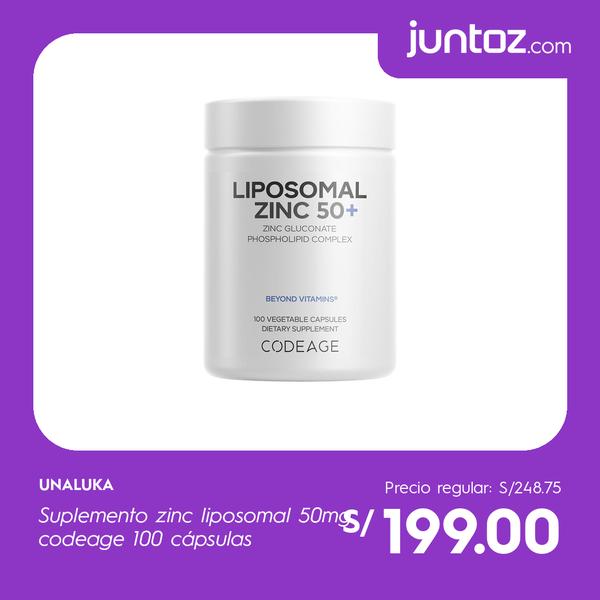 juntoz.com
LIPOSOMAL
ZINC 50+
ZINC GLUCONATE
PHOSPHOLIPID COMPLEX
BEYOND VITAMINS®
100 VEGETABLE CAPSULES
DIETARY SUPPLEMENT
CODEAGE
UNALUKA
Suplemento zinc liposomal 50mg
codeage 100 cápsulas
Precio regular: S/248.75
S/ 199.00